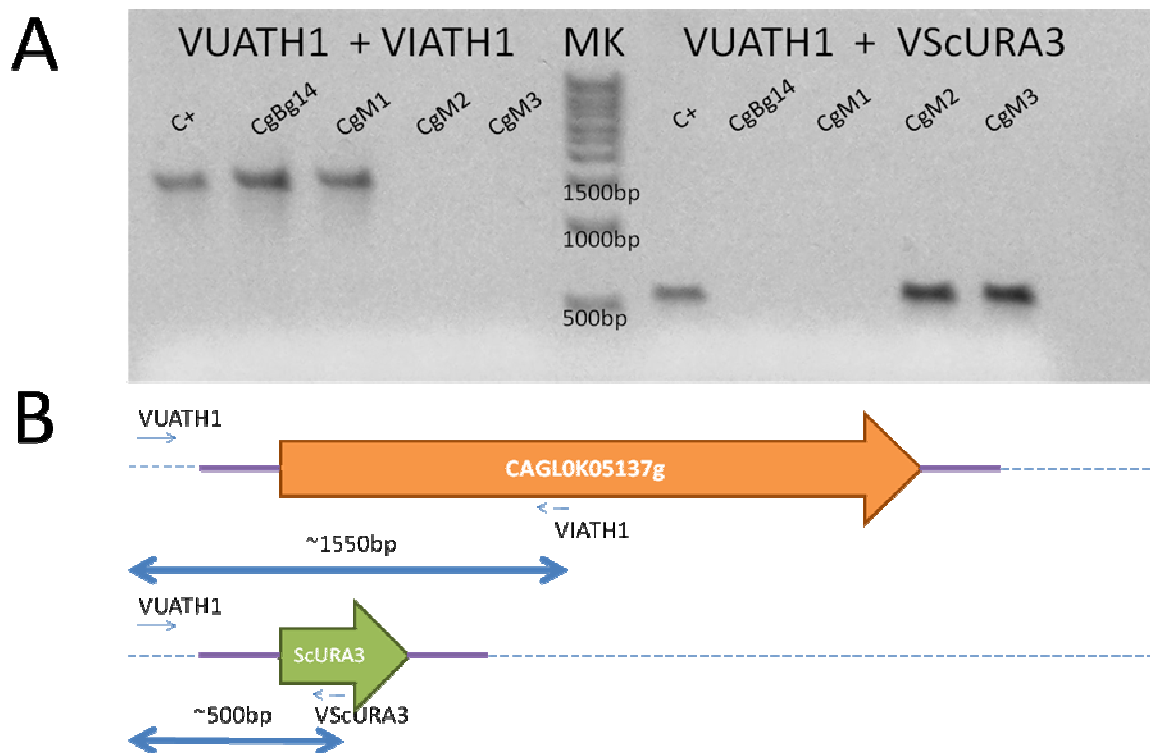 A
VUATH1 + VIATH1 MK VUATH1 + VScURA3
C+ CgBg14 CgM1 CgM2 CgM3 C+ CgBg14 CgM1 CgM2 CgM3
1500bp
1000bp
500bp
B
VUATH1
CAGL0K05137g
VIATH1
~1550bp
VUATH1
ScURA3
~500bp VScURA3